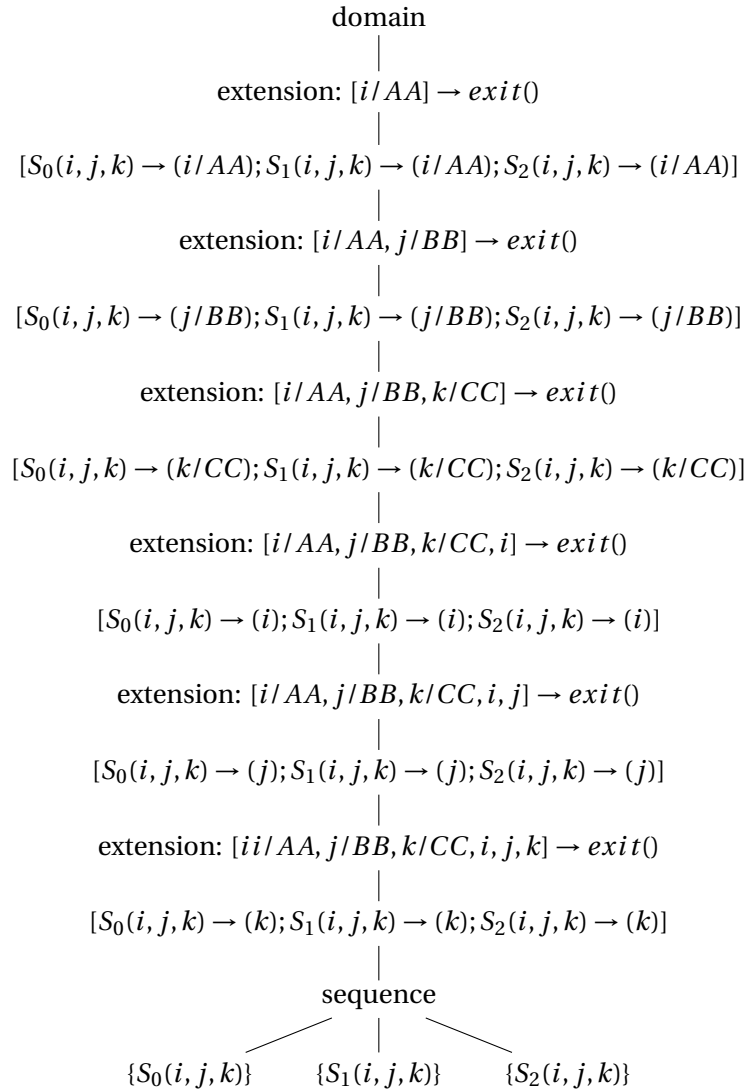 domain
extension: [i/AA] → exit()
[S₀(i, j, k) → (i/AA); S₁(i, j, k) → (i/AA); S₂(i, j, k) → (i/AA)]
extension: [i/AA, j/BB] → exit()
[S₀(i, j, k) → (j/BB); S₁(i, j, k) → (j/BB); S₂(i, j, k) → (j/BB)]
extension: [i/AA, j/BB, k/CC] → exit()
[S₀(i, j, k) → (k/CC); S₁(i, j, k) → (k/CC); S₂(i, j, k) → (k/CC)]
extension: [i/AA, j/BB, k/CC, i] → exit()
[S₀(i, j, k) → (i); S₁(i, j, k) → (i); S₂(i, j, k) → (i)]
extension: [i/AA, j/BB, k/CC, i, j] → exit()
[S₀(i, j, k) → (j); S₁(i, j, k) → (j); S₂(i, j, k) → (j)]
extension: [ii/AA, j/BB, k/CC, i, j, k] → exit()
[S₀(i, j, k) → (k); S₁(i, j, k) → (k); S₂(i, j, k) → (k)]
sequence
{S₀(i, j, k)} {S₁(i, j, k)} {S₂(i, j, k)}